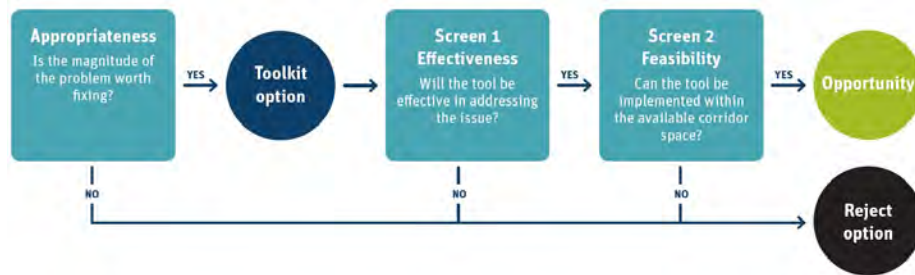 Appropriateness
Is the magnitude
of the problem worth
fixing?
YES
Toolkit
option
Screen 1
Effectiveness
Will the tool be
effective in addressing
the issue?
YES
Screen 2
Feasibility
Can the tool be
implemented within
the available corridor
space?
YES
Opportunity
NO
NO
NO
Reject
option